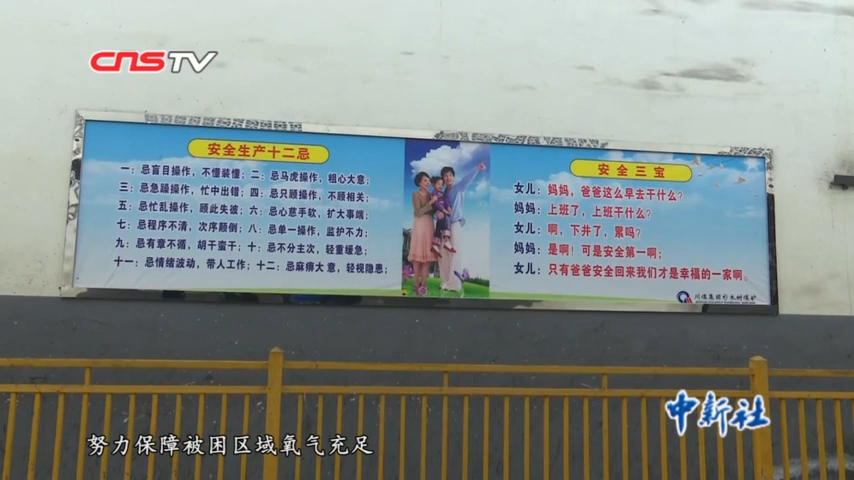 CNSTV
安全生产十二忌
一：忌盲目操作，不懂装懂；二：忌马虎操作，粗心大意；
三：忌急躁操作，忙中出错；四：忌只顾操作，不顾相关；
五：忌忙乱操作，顾此失彼；六：忌心慈手软，扩大事端；
七：忌程序不清，次序颠倒；八：忌单一操作，监护不力；
九：忌有章不循，胡干蛮干；十：忌不分主次，轻重缓急；
十一：忌情绪波动，带人工作；十二：忌麻痹大意，轻视隐患；
安全三宝
女儿：妈妈，爸爸这么早去干什么？
妈妈：上班了，上班干什么？
女儿：啊，下井了，累吗？
妈妈：是啊！可是安全第一啊；
女儿：只有爸爸安全回来我们才是幸福的一家啊。
川煤集团杉木树煤矿
中新社
努力保障被困区域氧气充足